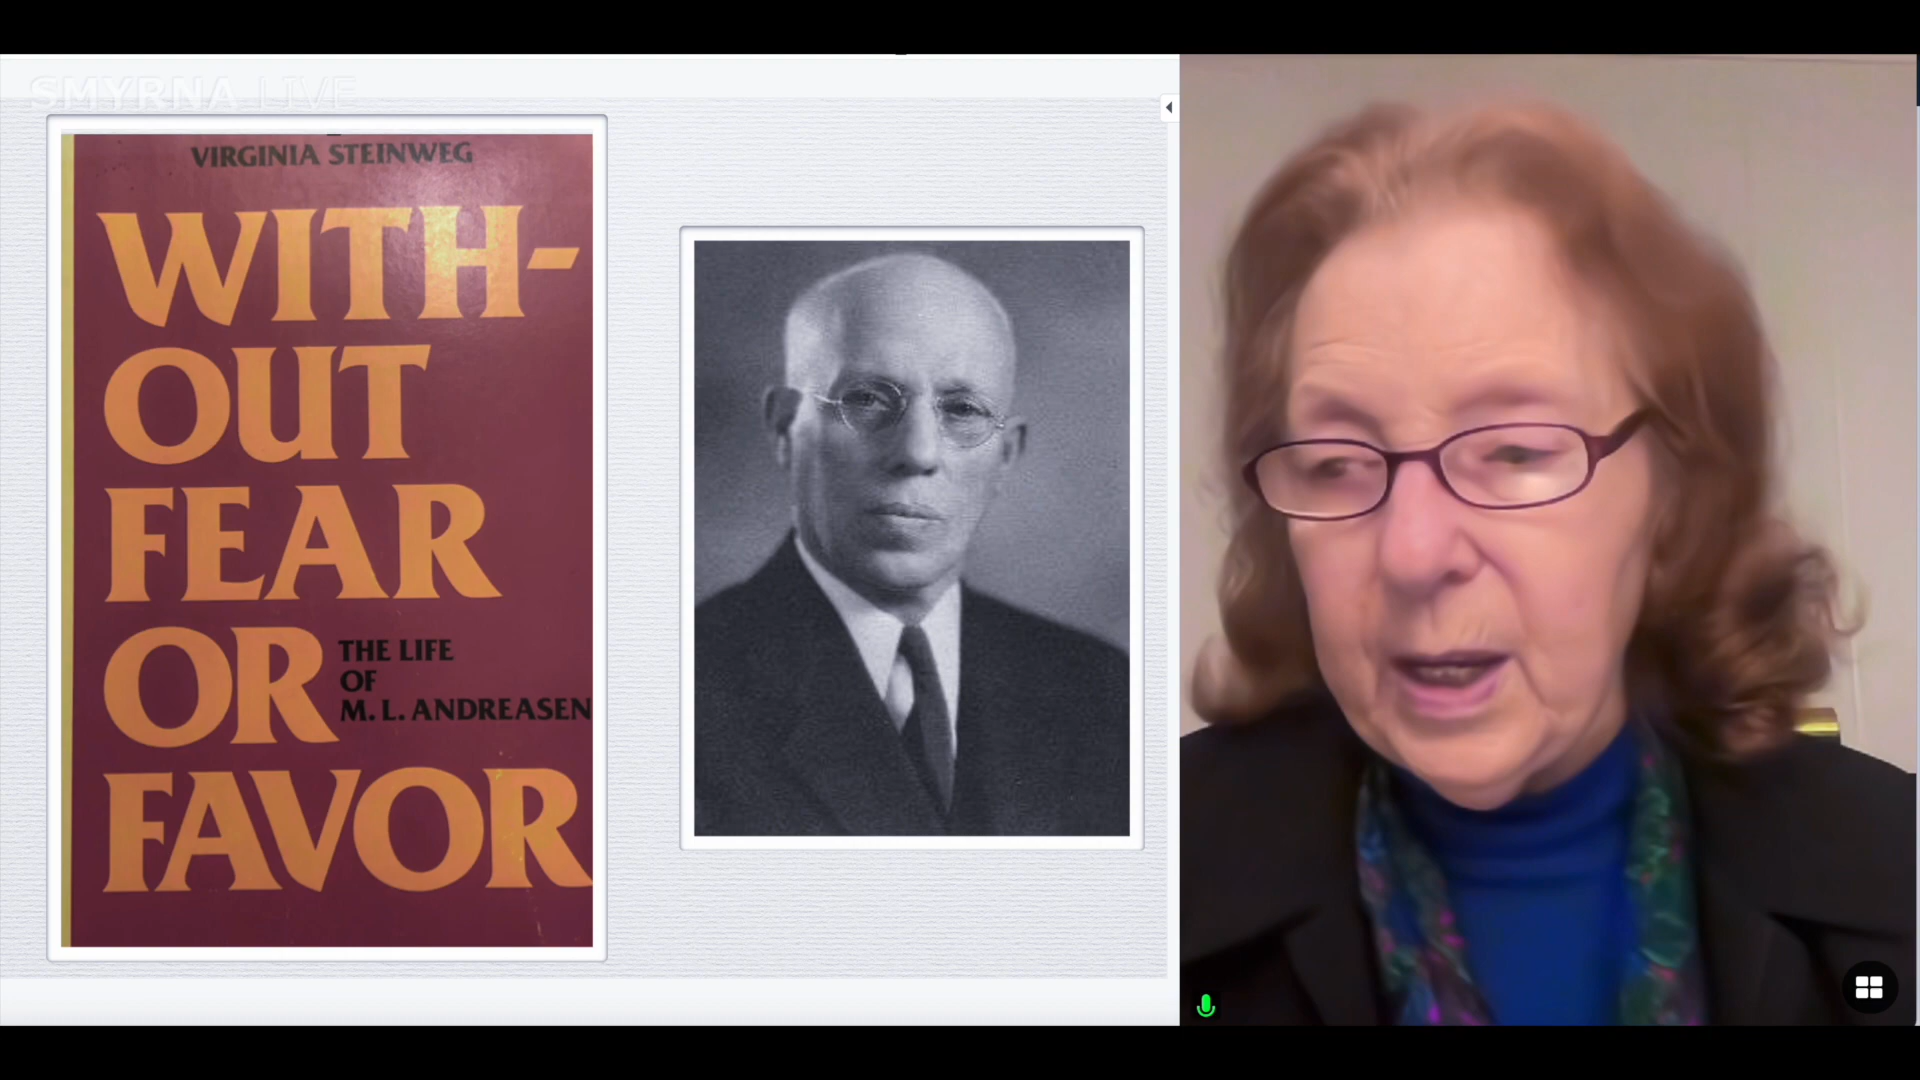 SMYRNA LIVE
VIRGINIA STEINWEG
WITH-
OUT
FEAR
OR
THE LIFE
OF
M. L. ANDREASEN
FAVOR